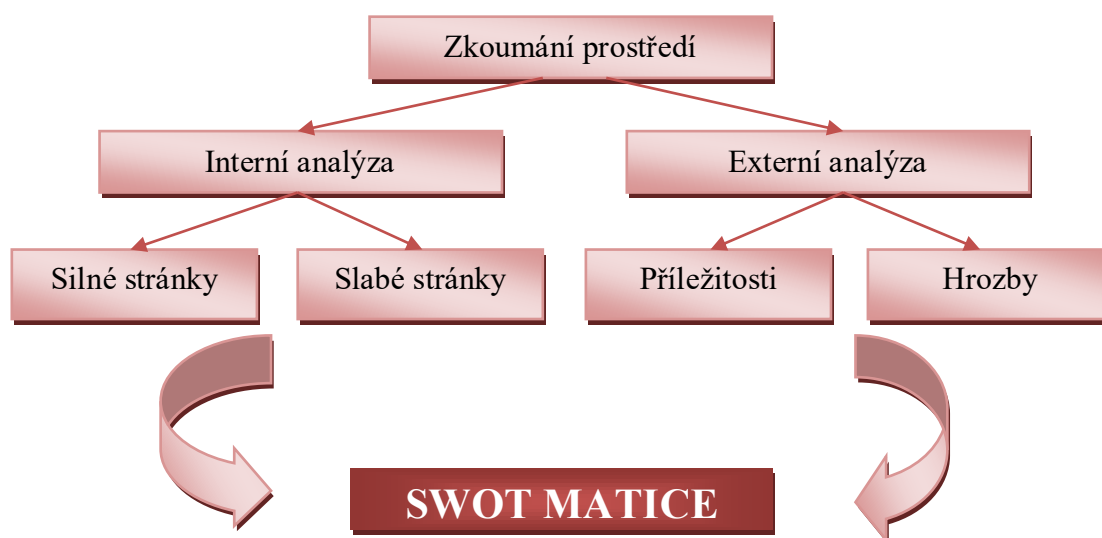 Zkoumání prostředí
Interní analýza
Externí analýza
Silné stránky
Slabé stránky
Příležitosti
Hrozby
SWOT MATICE